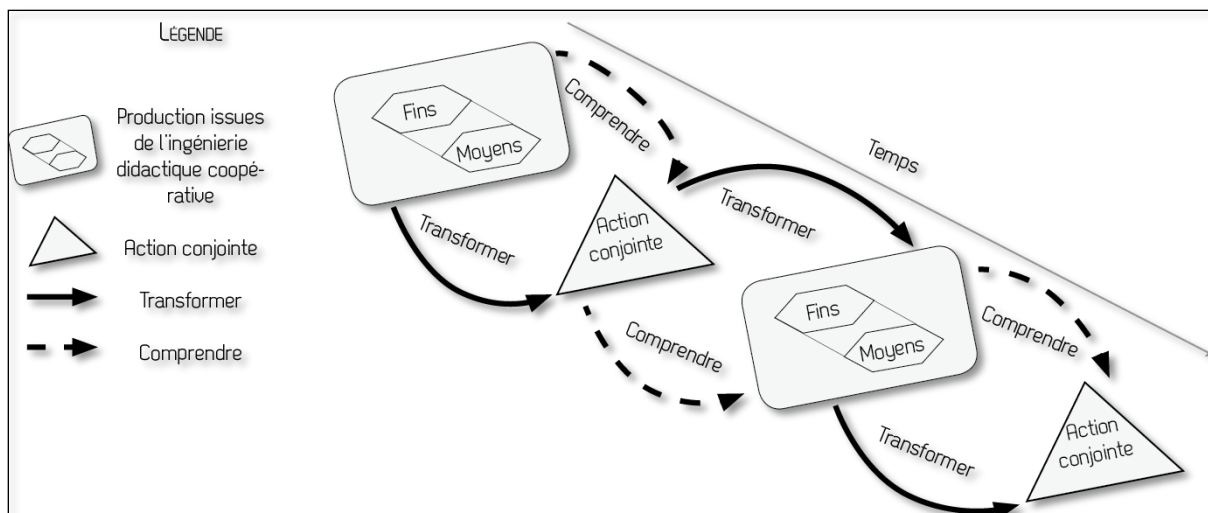 LÉGENDE
Production issues
de l'ingénierie
didactique coopé-
rative
Action conjointe
Transformer
Comprendre
Fins
Moyens
Comprendre
Transformer
Action
conjointe
Transformer
Temps
Comprendre
Fins
Moyens
Comprendre
Transformer
Action
conjointe